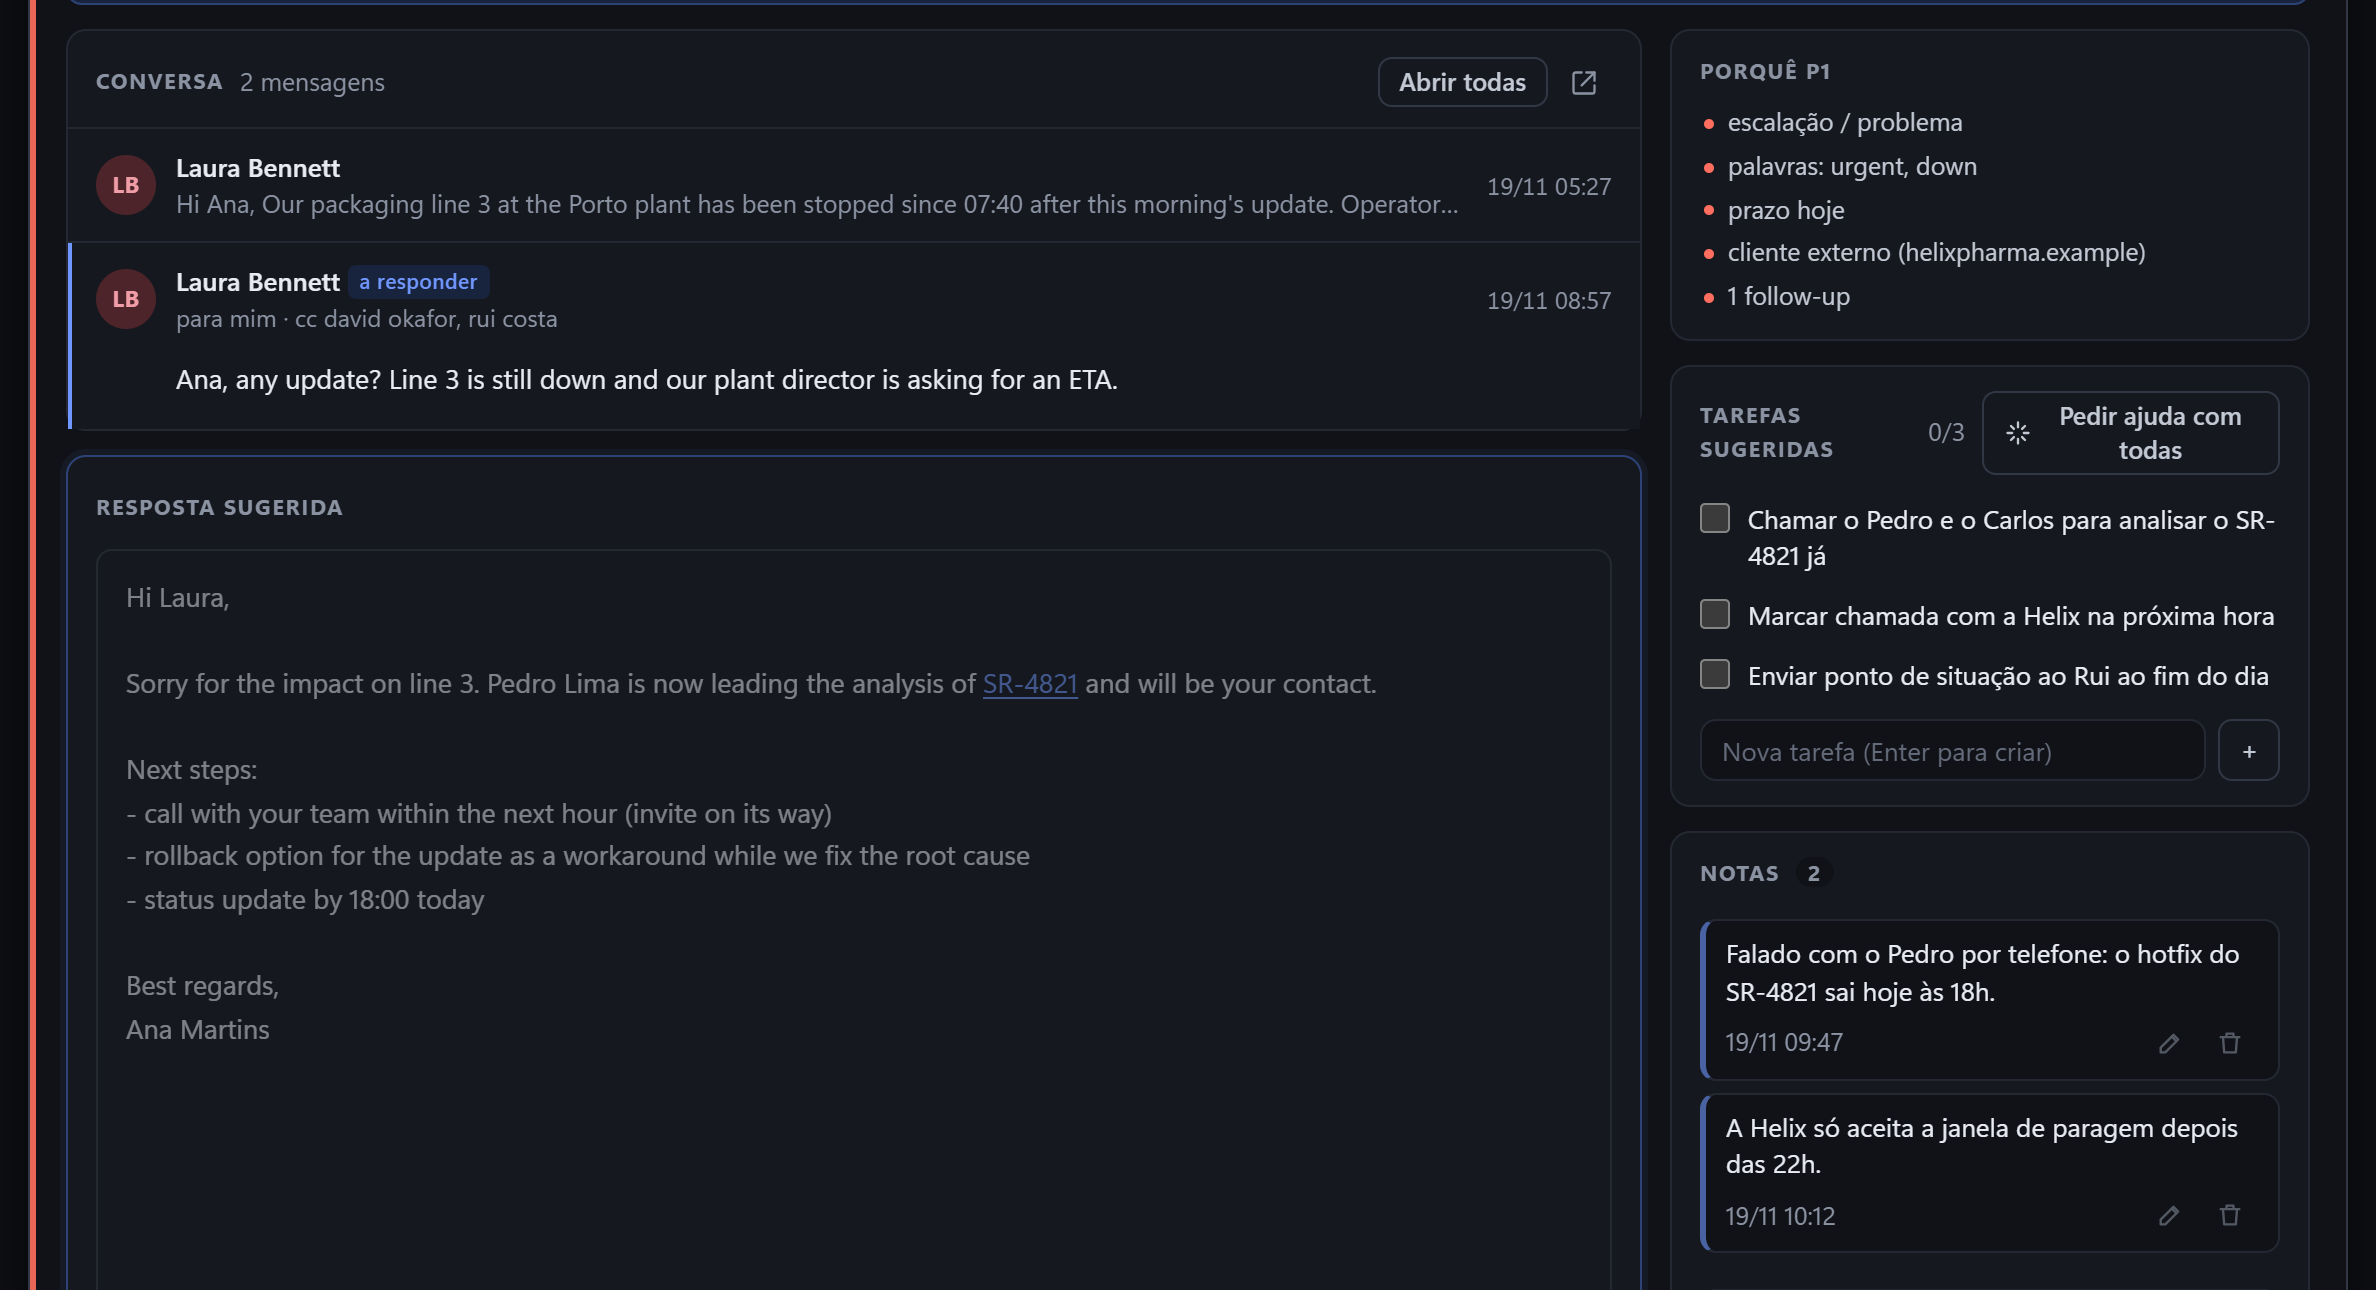 CONVERSA 2 mensagens
Abrir todas
LB
Laura Bennett
Hi Ana, Our packaging line 3 at the Porto plant has been stopped since 07:40 after this morning's update. Operator...
19/11 05:27
LB
Laura Bennett a responder
para mim · cc david okafor, rui costa
19/11 08:57
Ana, any update? Line 3 is still down and our plant director is asking for an ETA.
RESPOSTA SUGERIDA
Hi Laura,
Sorry for the impact on line 3. Pedro Lima is now leading the analysis of SR-4821 and will be your contact.
Next steps:
- call with your team within the next hour (invite on its way)
- rollback option for the update as a workaround while we fix the root cause
- status update by 18:00 today
Best regards,
Ana Martins
PORQUÊ P1
escalação / problema
palavras: urgent, down
prazo hoje
cliente externo (helixpharma.example)
1 follow-up
TAREFAS
SUGERIDAS
0/3
Pedir ajuda com
todas
Chamar o Pedro e o Carlos para analisar o SR-
4821 já
Marcar chamada com a Helix na próxima hora
Enviar ponto de situação ao Rui ao fim do dia
Nova tarefa (Enter para criar)
+
NOTAS 2
Falado com o Pedro por telefone: o hotfix do
SR-4821 sai hoje às 18h.
19/11 09:47
A Helix só aceita a janela de paragem depois
das 22h.
19/11 10:12